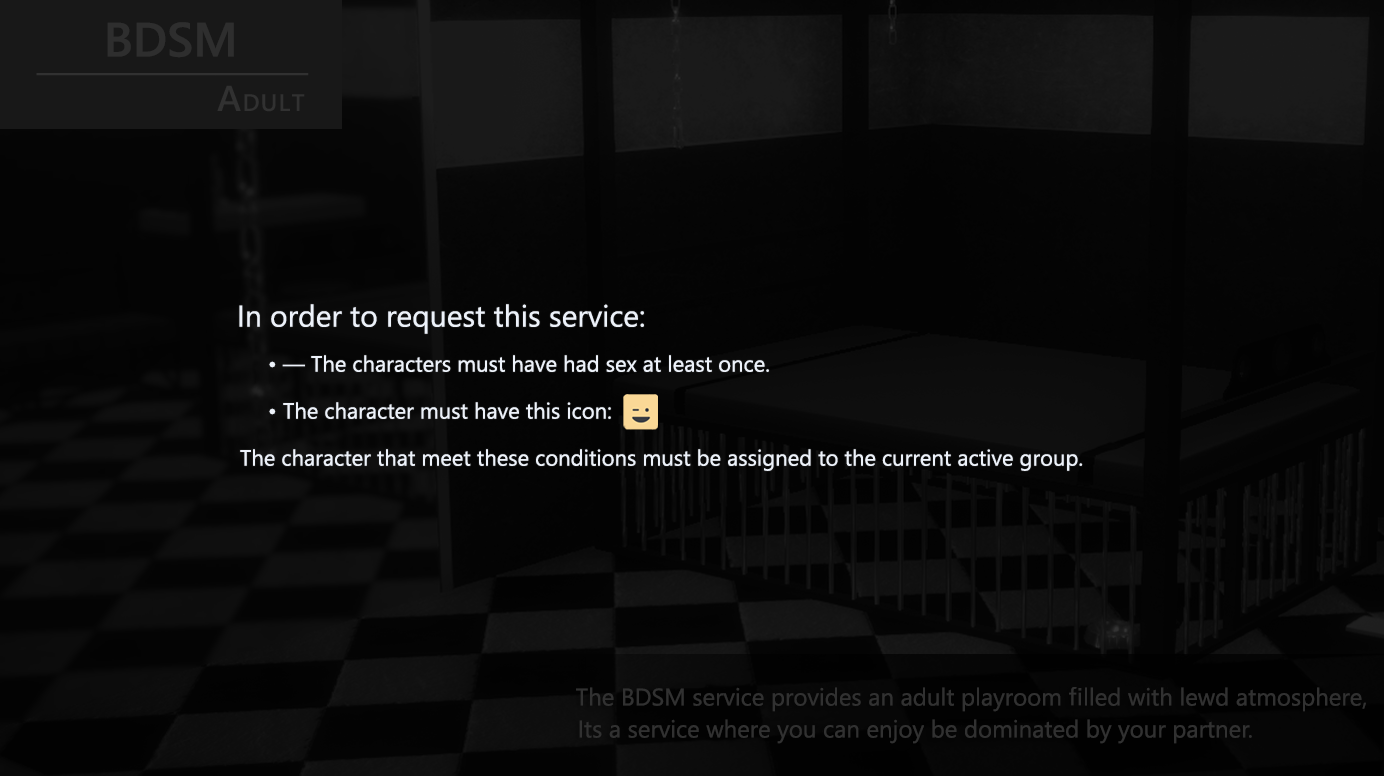 BDSM
ADULT
In order to request this service:
• — The characters must have had sex at least once.
• The character must have this icon:
The character that meet these conditions must be assigned to the current active group.
The BDSM service provides an adult playroom filled with lewd atmosphere,
Its a service where you can enjoy be dominated by your partner.